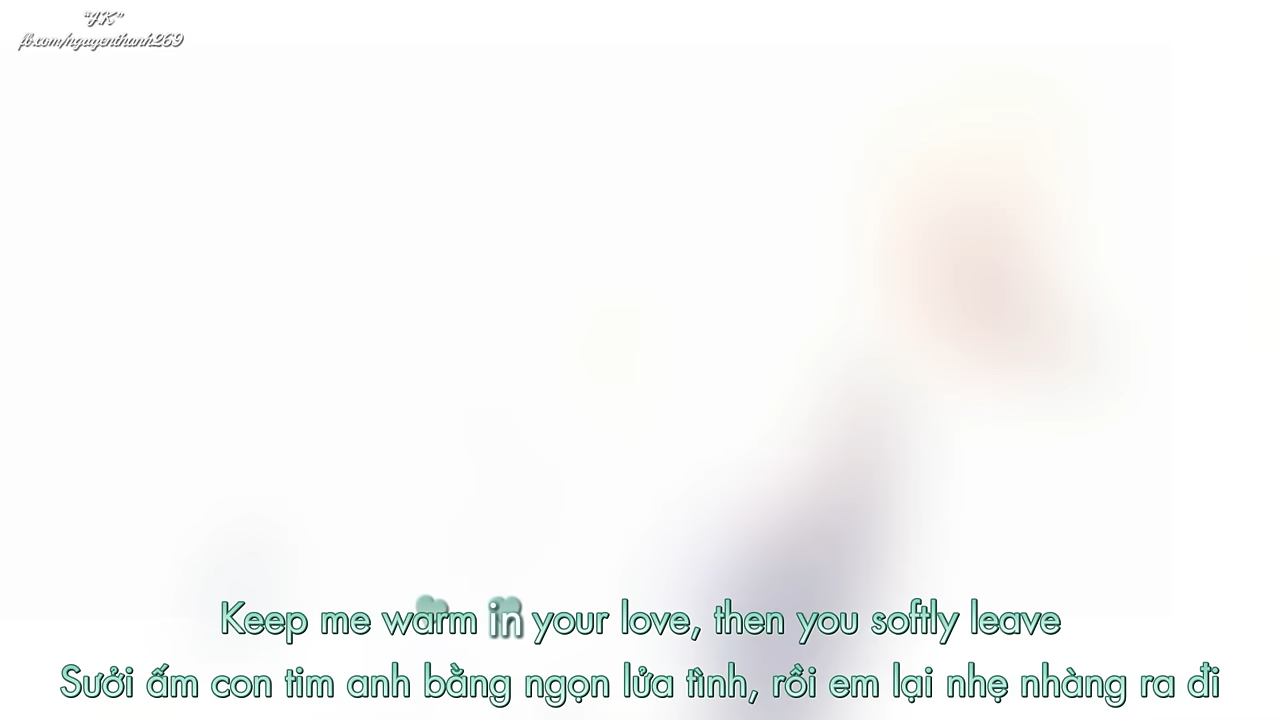 "Y.K"
fb.com/nguyenthanh269
Keep me warm in your love, then you softly leave
Sưởi ấm con tim anh bằng ngọn lửa tình, rồi em lại nhẹ nhàng ra đi